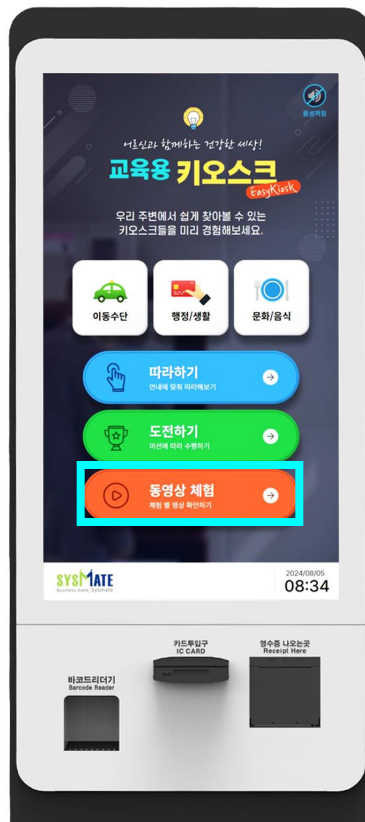 음성꺼짐
어르신과 함께하는 건강한 세상!
교육용 키오스크
EasyKiosk
우리 주변에서 쉽게 찾아볼 수 있는
키오스크들을 미리 경험해보세요.
이동수단 행정/생활 문화/음식
따라하기
안내에 맞춰 따라해보기
도전하기
미션에 따라 수행하기
동영상 체험
체험 별 영상 확인하기
SYSMATE
Business mate, Sysmate
2024/08/05
08:34
카드투입구
IC CARD
영수증 나오는곳
Receipt Here
바코드리더기
Barcode Reader